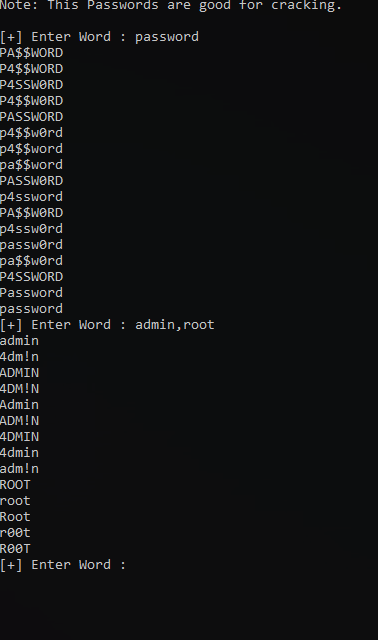 Note: This Passwords are good for cracking.
[+] Enter Word : password
PA$$WORD
P4$$WORD
P4SSW0RD
P4$$W0RD
PASSWORD
p4$$w0rd
p4$$word
pa$$word
PASSW0RD
p4ssword
PA$$W0RD
p4ssw0rd
passw0rd
pa$$w0rd
P4SSWORD
Password
password
[+] Enter Word : admin,root
admin
4dm!n
ADMIN
4DM!N
Admin
ADM!N
4DMIN
4dmin
adm!n
ROOT
root
Root
r00t
R00T
[+] Enter Word :